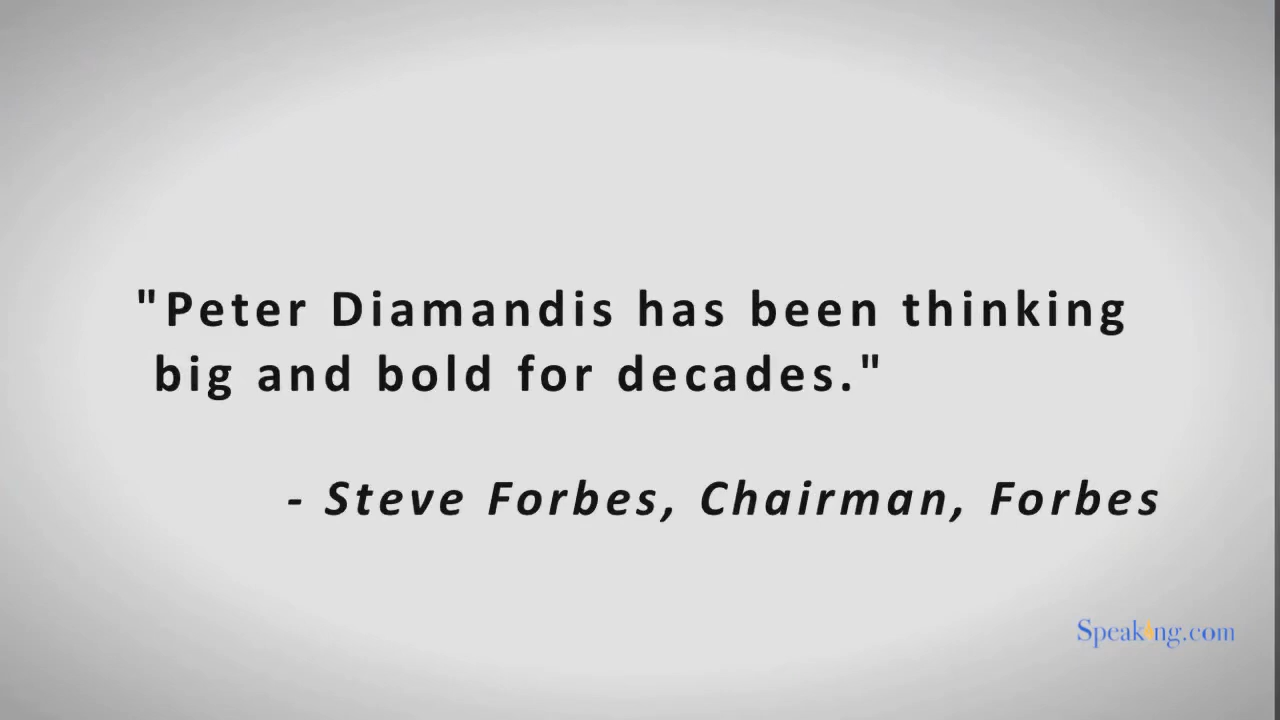 "Peter Diamandis has been thinking
big and bold for decades."
- Steve Forbes, Chairman, Forbes
Speaking.com